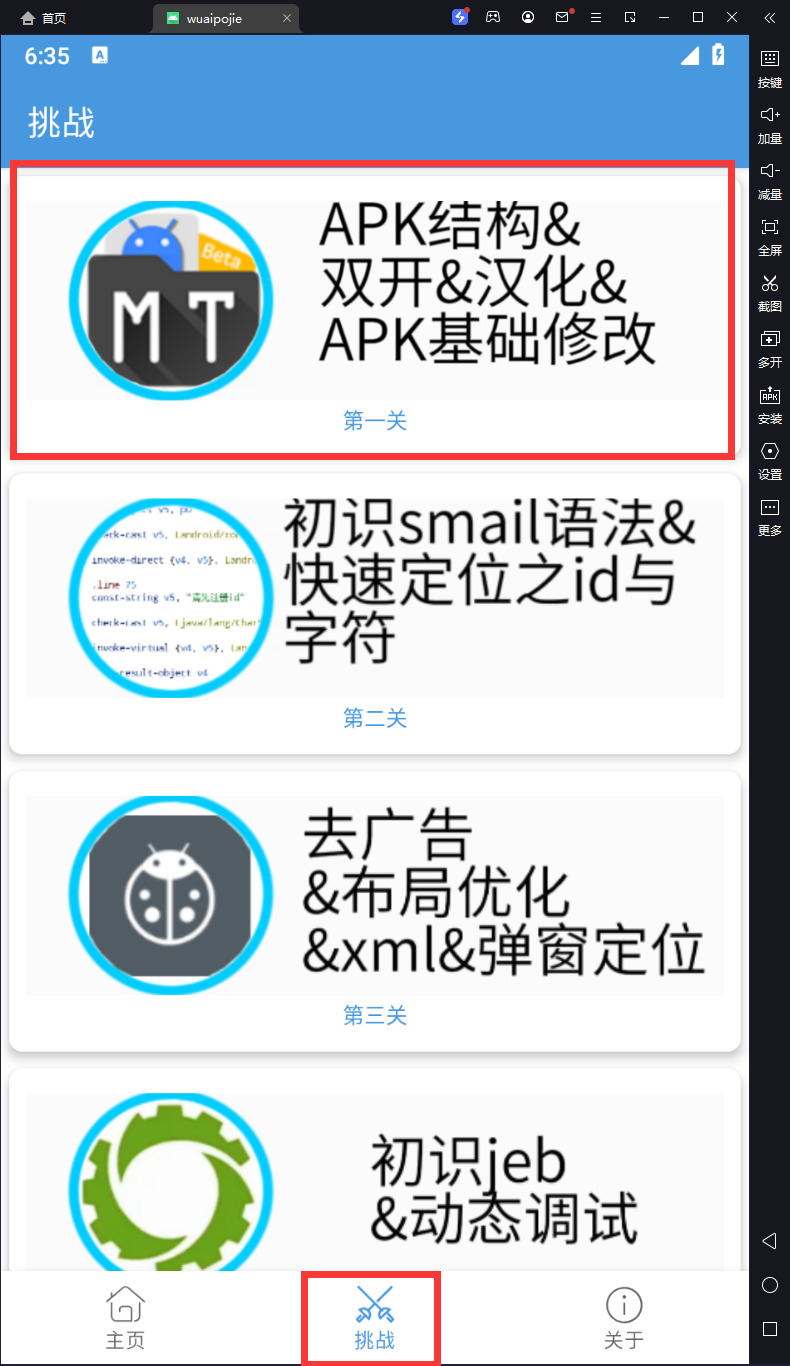 首页
wuaipojie
6:35
A
挑战
按键
加量
减量
全屏
截图
多开
APK
安装
设置
更多
Beta
MT
APK结构&
双开&汉化&
APK基础修改
第一关
check-cast v5, Landroid/co
invoke-direct {v4, v5}, Landr
.line 75
const-string v5, "请先注册id"
check-cast v5, Ljava/lang/Char
invoke-virtual {v4, v5}, Lan
result-object v4
初识smail语法&
快速定位之id与
字符
第二关
去广告
&布局优化
&xml&弹窗定位
第三关
初识jeb
&动态调试
主页
挑战
关于